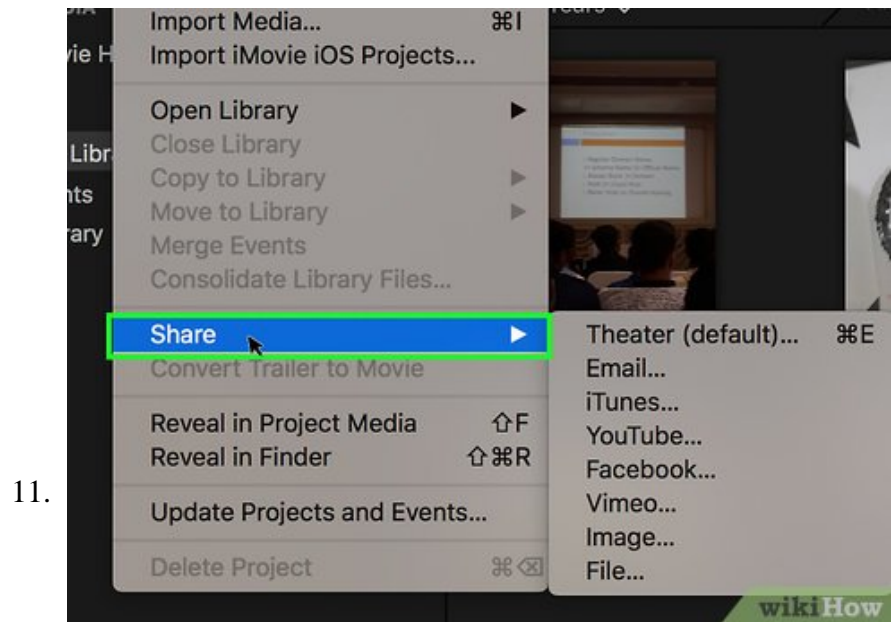 Import Media... ⌘I
Import iMovie iOS Projects...
Open Library
Close Library
Copy to Library
Move to Library
Merge Events
Consolidate Library Files...
Share
Convert Trailer to Movie
Reveal in Project Media ⇧F
Reveal in Finder ⇧⌘R
Update Projects and Events...
Delete Project ⌘⌫
Theater (default)... ⌘E
Email...
iTunes...
YouTube...
Facebook...
Vimeo...
Image...
File...
11.
wikiHow